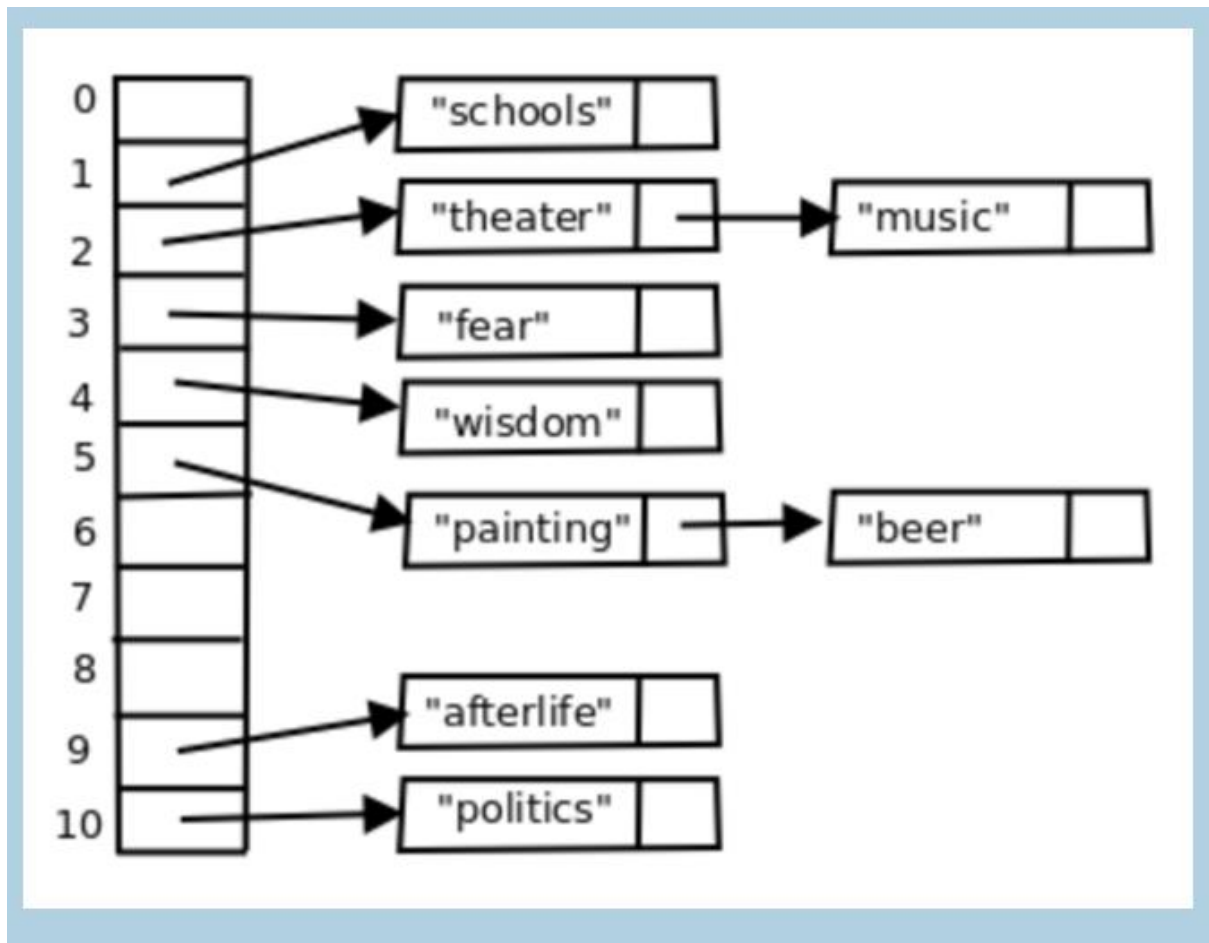 0
"schools"
1
2
"theater" "music"
3
"fear"
4
"wisdom"
5
6
"painting" "beer"
7
8
9
"afterlife"
10
"politics"